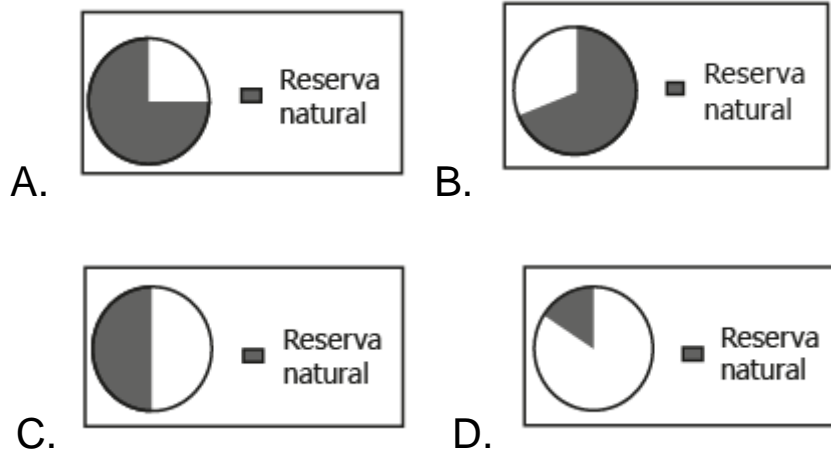 Reserva
natural
A.
Reserva
natural
B.
Reserva
natural
C.
Reserva
natural
D.